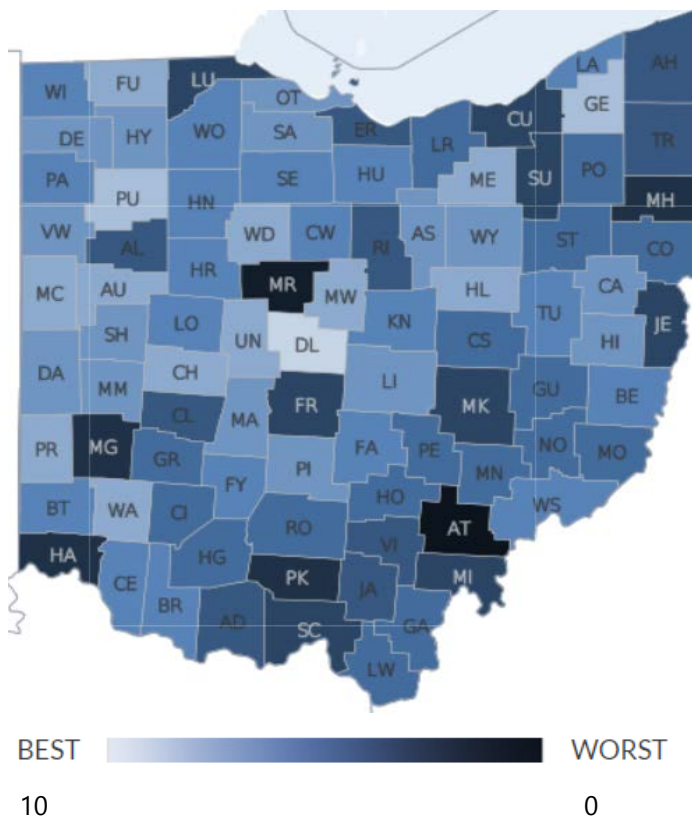 LA AH
LU
FU
WI
OT
GE
CU
ER
WO
SA
DE HY
LR
TR
PA
SE
HU
ME
SU
PO
PU
HN
MH
VW
WD CW
AS WY
ST
CO
AL
RI
HR
MR
MC
AU
MW
HL
CA
TU
JE
SH
LO
UN
DL
KN
CS
HI
DA
CH
MM
LI
GU
BE
CL
MA
FR
MK
PR
MG
GR
FA
PE
NO
MO
PI
MN
FY
BT
WA
CI
HO
WS
RO
AT
VI
HA
HG
CE
PK
JA
MI
BR
AD
SC
GA
LW
BEST WORST
10 0